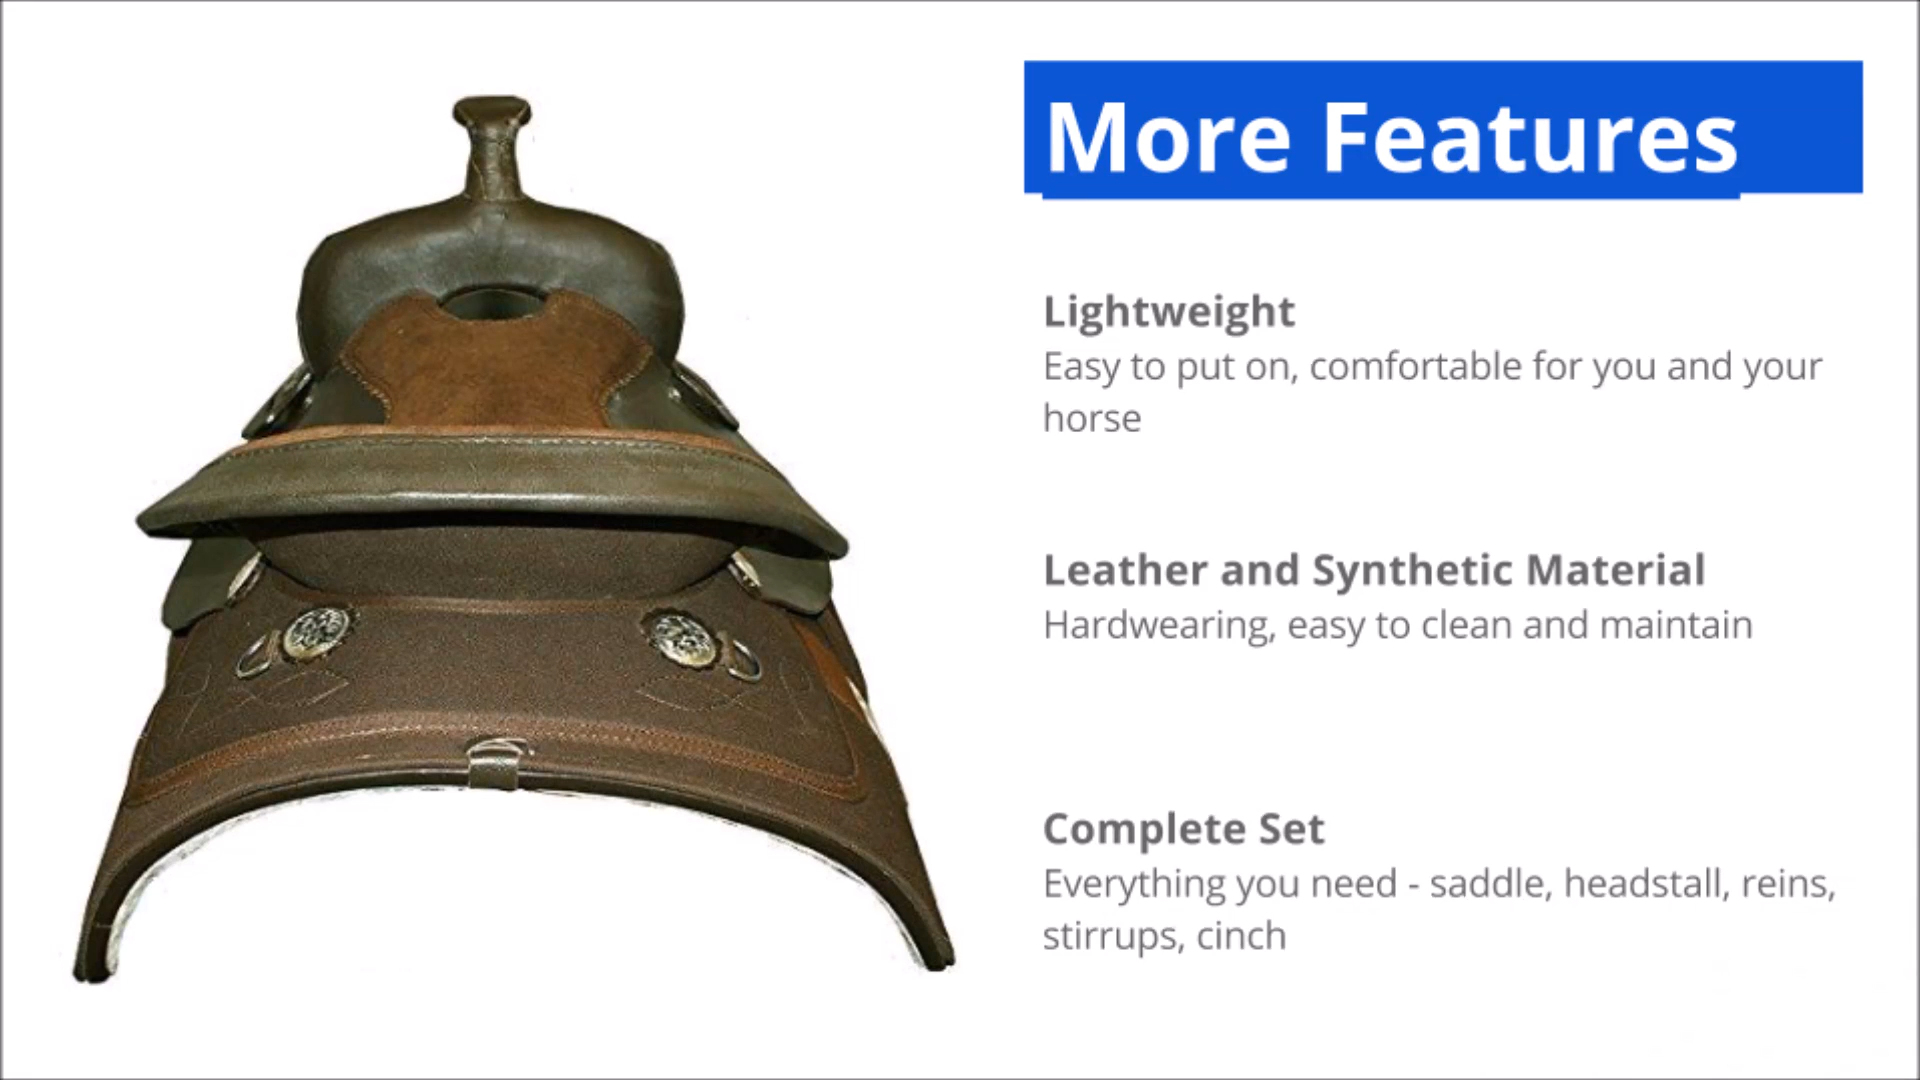 More Features
Lightweight
Easy to put on, comfortable for you and your
horse
Leather and Synthetic Material
Hardwearing, easy to clean and maintain
Complete Set
Everything you need - saddle, headstall, reins,
stirrups, cinch